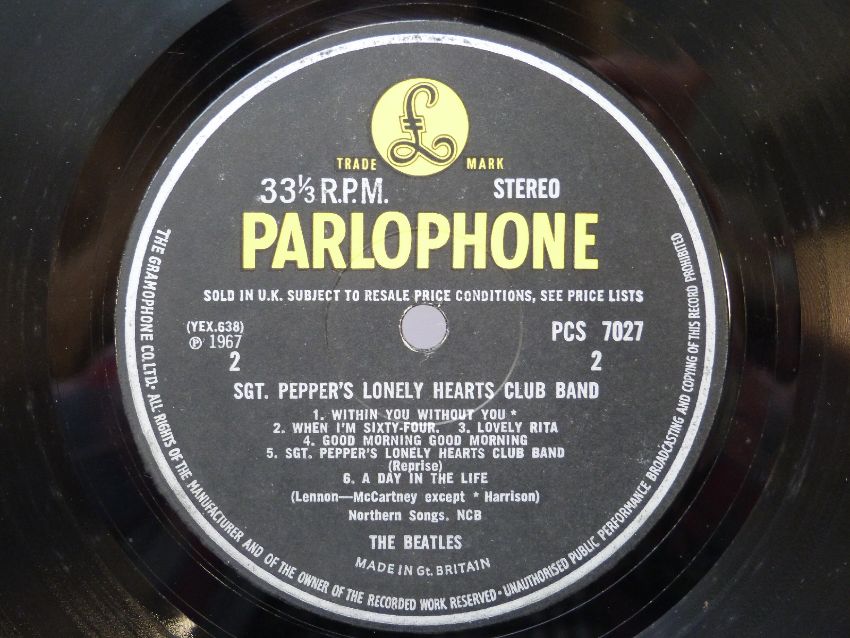 £
TRADE MARK
33⅓ R.P.M. STEREO
PARLOPHONE
SOLD IN U.K. SUBJECT TO RESALE PRICE CONDITIONS, SEE PRICE LISTS
(YEX.638) PCS 7027
℗ 1967
2 2
SGT. PEPPER'S LONELY HEARTS CLUB BAND
1. WITHIN YOU WITHOUT YOU *
2. WHEN I'M SIXTY-FOUR. 3. LOVELY RITA
4. GOOD MORNING GOOD MORNING
5. SGT. PEPPER'S LONELY HEARTS CLUB BAND
(Reprise)
6. A DAY IN THE LIFE
(Lennon—McCartney except * Harrison)
Northern Songs. NCB
THE BEATLES
MADE IN Gt. BRITAIN
THE GRAMOPHONE CO. LTD. · ALL RIGHTS OF THE MANUFACTURER AND OF THE OWNER OF THE RECORDED WORK RESERVED · UNAUTHORISED PUBLIC PERFORMANCE BROADCASTING AND COPYING OF THIS RECORD PROHIBITED